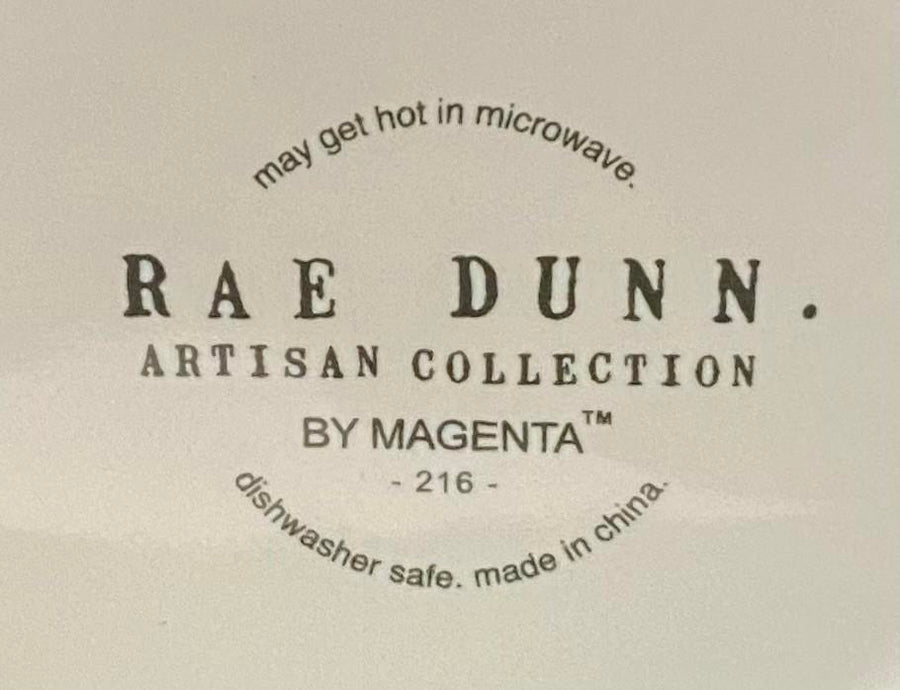 may get hot in microwave.
RAE DUNN.
ARTISAN COLLECTION
BY MAGENTA™
- 216 -
dishwasher safe. made in china.